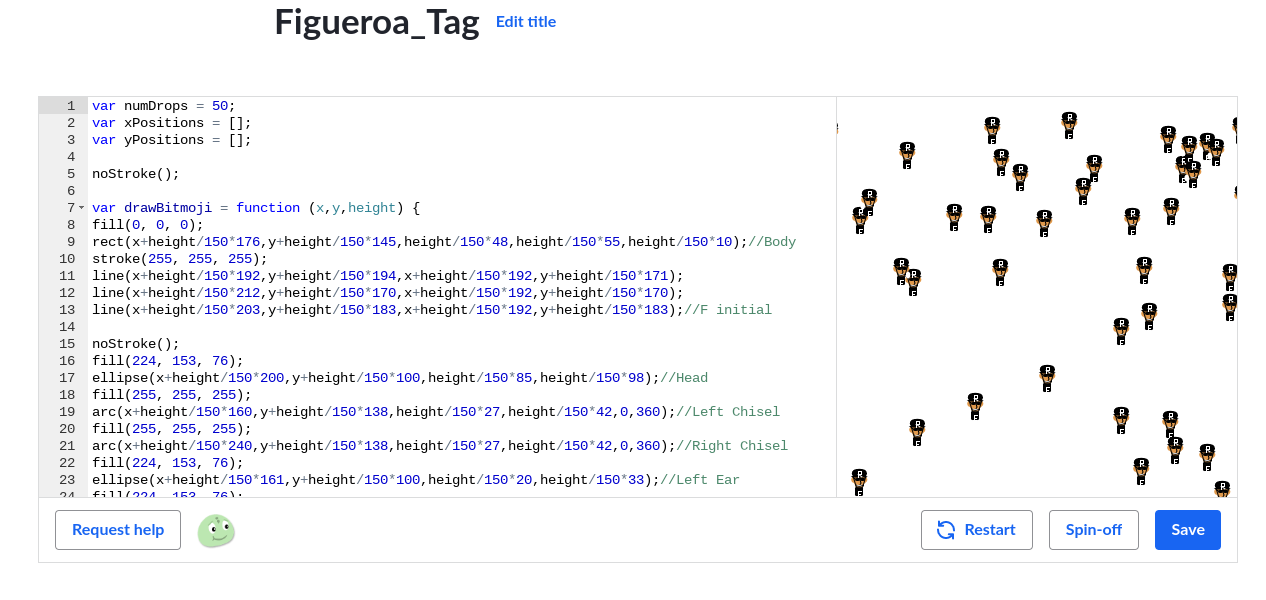 Figueroa_Tag Edit title
1 var numDrops = 50;
2 var xPositions = [];
3 var yPositions = [];
4
5 noStroke();
6
7 var drawBitmoji = function (x,y,height) {
8 fill(0, 0, 0);
9 rect(x+height/150*176,y+height/150*145,height/150*48,height/150*55,height/150*10);//Body
10 stroke(255, 255, 255);
11 line(x+height/150*192,y+height/150*194,x+height/150*192,y+height/150*171);
12 line(x+height/150*212,y+height/150*170,x+height/150*192,y+height/150*170);
13 line(x+height/150*203,y+height/150*183,x+height/150*192,y+height/150*183);//F initial
14
15 noStroke();
16 fill(224, 153, 76);
17 ellipse(x+height/150*200,y+height/150*100,height/150*85,height/150*98);//Head
18 fill(255, 255, 255);
19 arc(x+height/150*160,y+height/150*138,height/150*27,height/150*42,0,360);//Left Chisel
20 fill(255, 255, 255);
21 arc(x+height/150*240,y+height/150*138,height/150*27,height/150*42,0,360);//Right Chisel
22 fill(224, 153, 76);
23 ellipse(x+height/150*161,y+height/150*100,height/150*20,height/150*33);//Left Ear
24 fill(224, 153, 76);
Request help Restart Spin-off Save